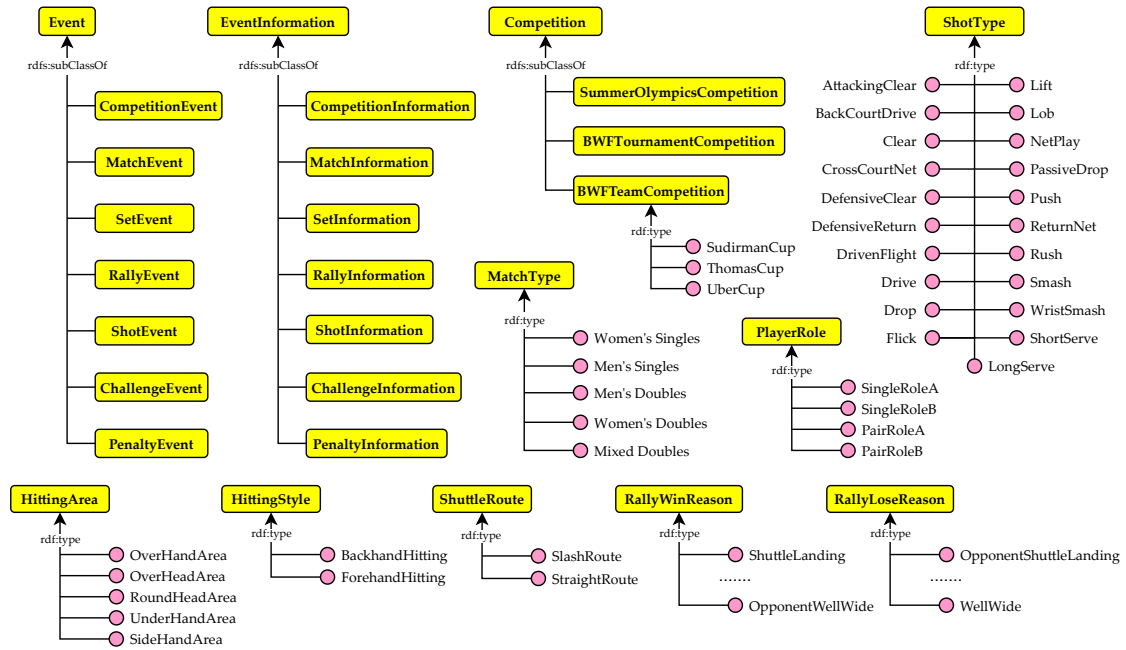 Event
rdfs:subClassOf
CompetitionEvent
MatchEvent
SetEvent
RallyEvent
ShotEvent
ChallengeEvent
PenaltyEvent
EventInformation
rdfs:subClassOf
CompetitionInformation
MatchInformation
SetInformation
RallyInformation
ShotInformation
ChallengeInformation
PenaltyInformation
Competition
rdfs:subClassOf
SummerOlympicsCompetition
BWFTournamentCompetition
BWFTeamCompetition
rdf:type
SudirmanCup
ThomasCup
UberCup
MatchType
rdf:type
Women's Singles
Men's Singles
Men's Doubles
Women's Doubles
Mixed Doubles
PlayerRole
rdf:type
SingleRoleA
SingleRoleB
PairRoleA
PairRoleB
ShotType
rdf:type
AttackingClear
Lift
BackCourtDrive
Lob
Clear
NetPlay
CrossCourtNet
PassiveDrop
DefensiveClear
Push
DefensiveReturn
ReturnNet
DrivenFlight
Rush
Drive
Smash
Drop
WristSmash
Flick
ShortServe
LongServe
HittingArea
rdf:type
OverHandArea
OverHeadArea
RoundHeadArea
UnderHandArea
SideHandArea
HittingStyle
rdf:type
BackhandHitting
ForehandHitting
ShuttleRoute
rdf:type
SlashRoute
StraightRoute
RallyWinReason
rdf:type
ShuttleLanding
.......
OpponentWellWide
RallyLoseReason
rdf:type
OpponentShuttleLanding
.......
WellWide